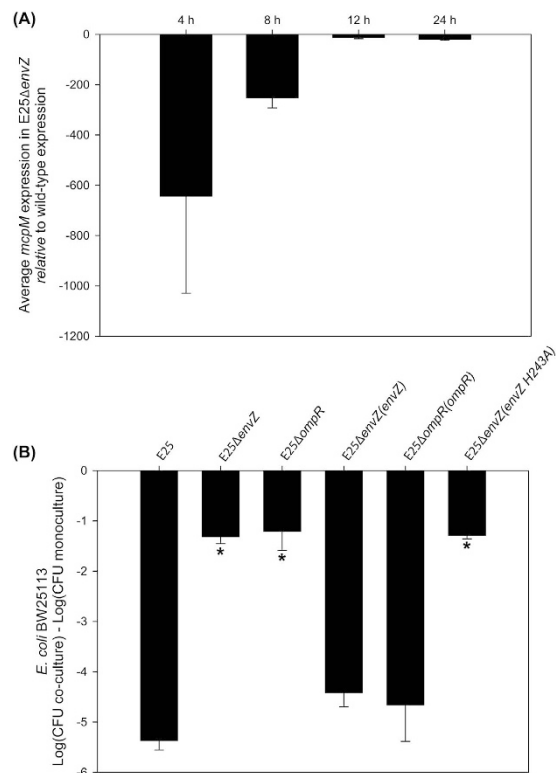 (A)
4 h 8 h 12 h 24 h
0
-200
-400
-600
-800
-1000
-1200
Average mcpM expression in E25ΔenvZ
relative to wild-type expression
(B)
E25 E25ΔenvZ E25ΔompR E25ΔenvZ(envZ) E25ΔompR(ompR) E25ΔenvZ(envZ H243A)
0
-1
-2
-3
-4
-5
-6
* * *
E. coli BW25113
Log(CFU co-culture) - Log(CFU monoculture)